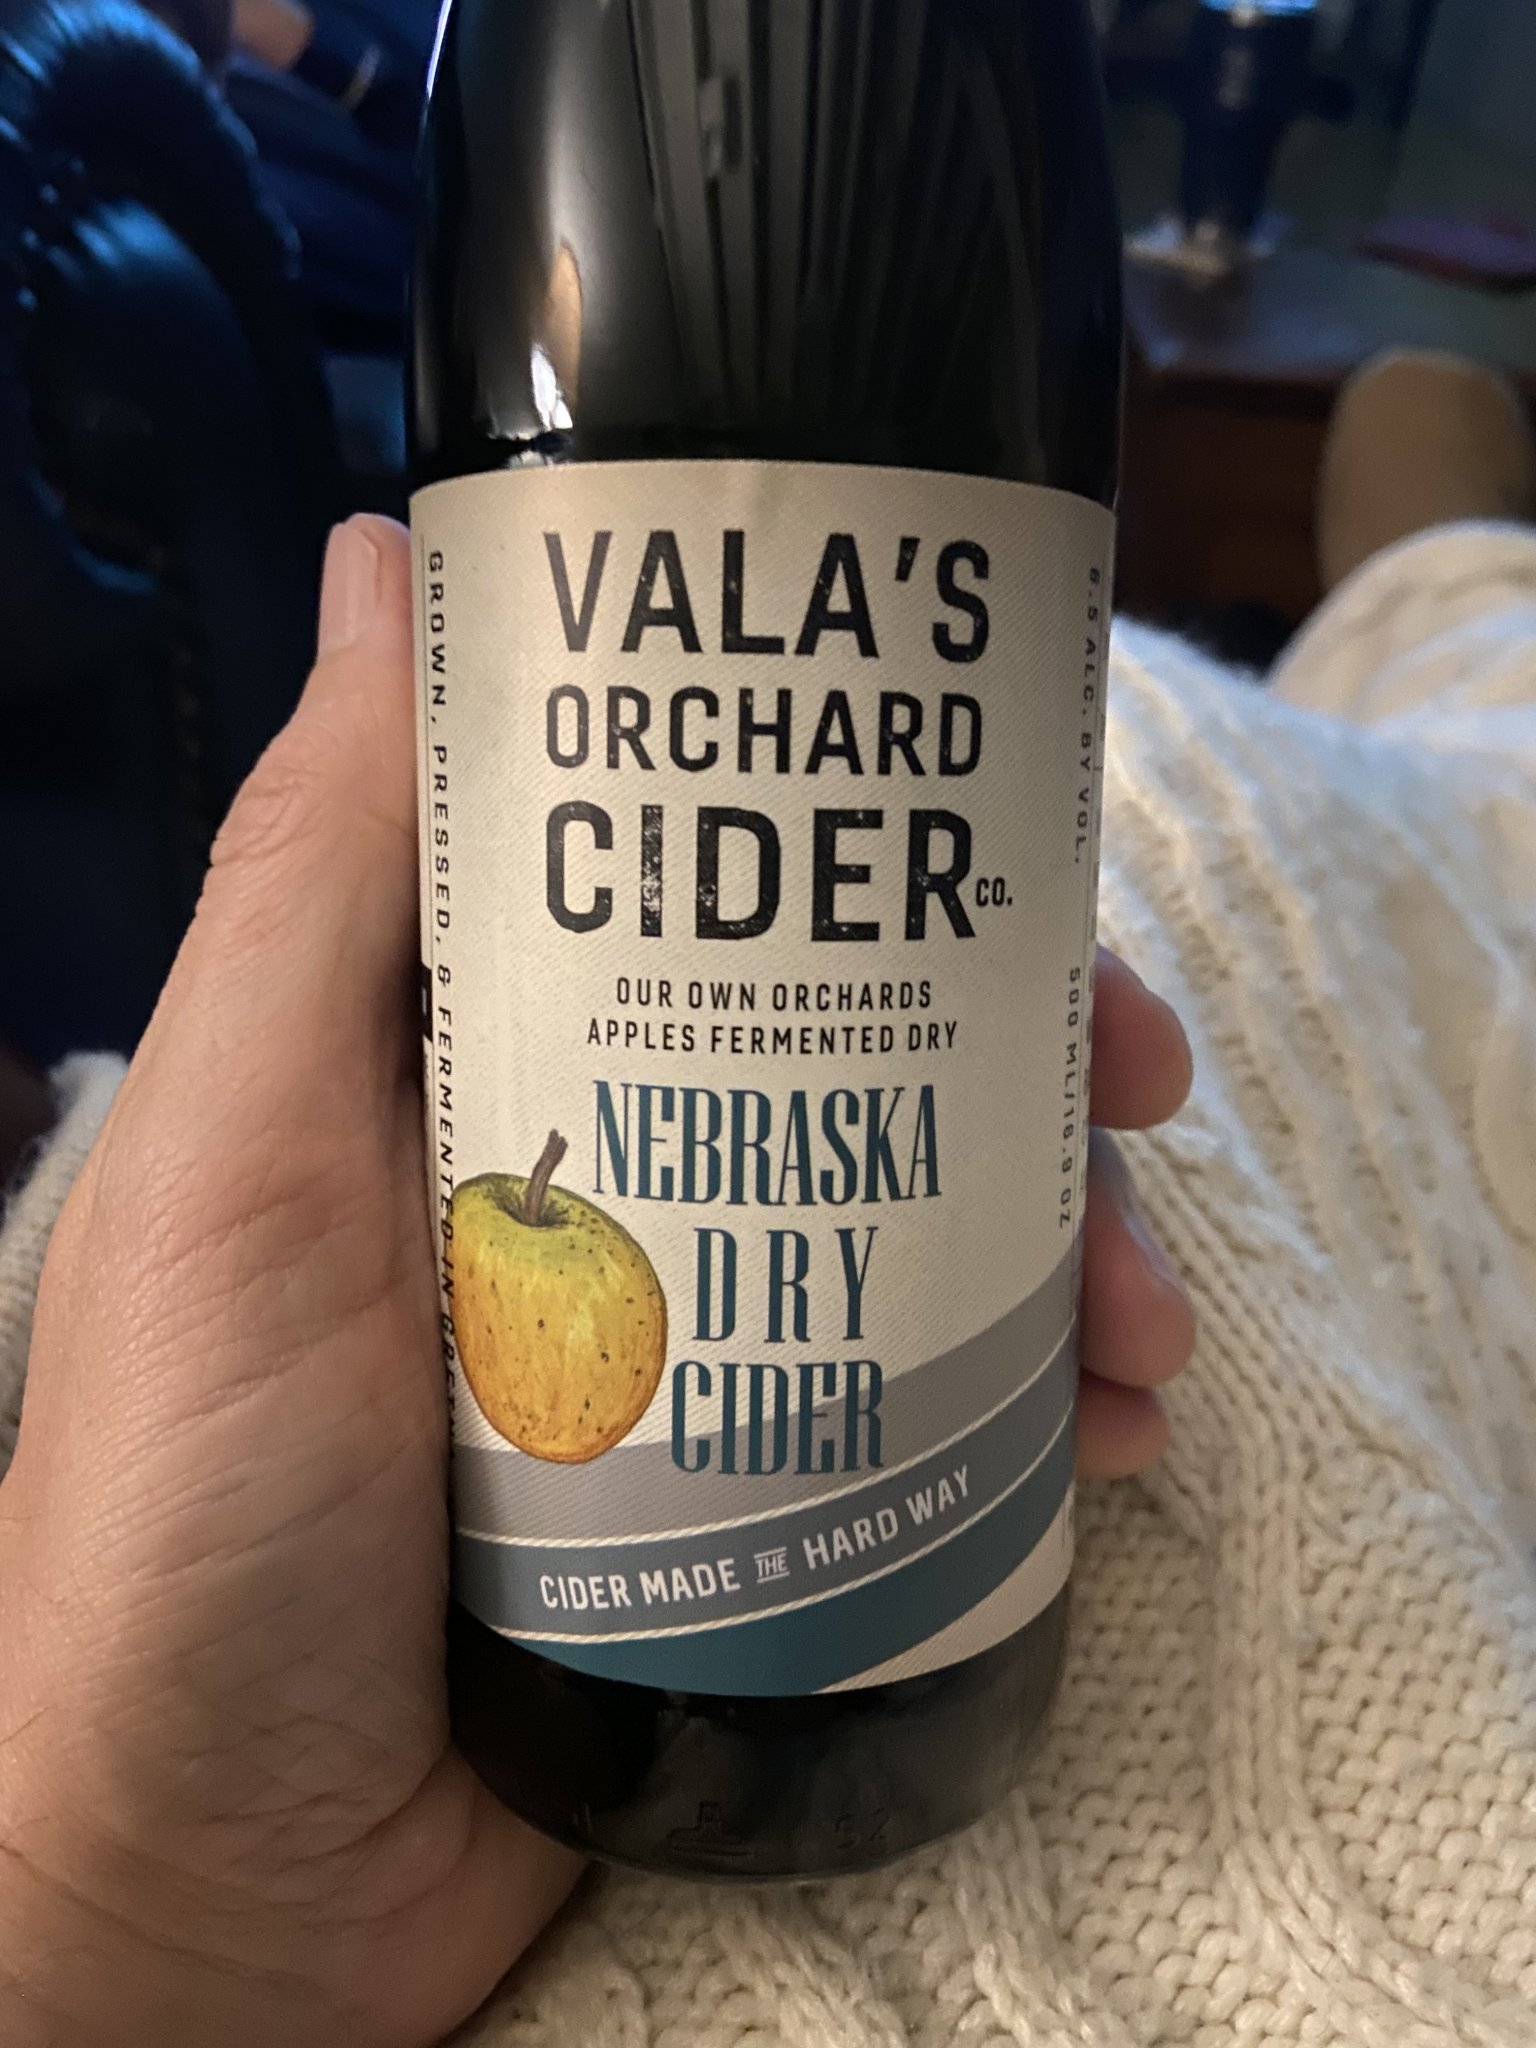 VALA'S
ORCHARD
CIDER CO.
OUR OWN ORCHARDS
APPLES FERMENTED DRY
NEBRASKA
DRY
CIDER
CIDER MADE THE HARD WAY
GROWN, PRESSED, & FERMENTED IN
6.5 ALC. BY VOL.
500 ML/16.9 OZ
52